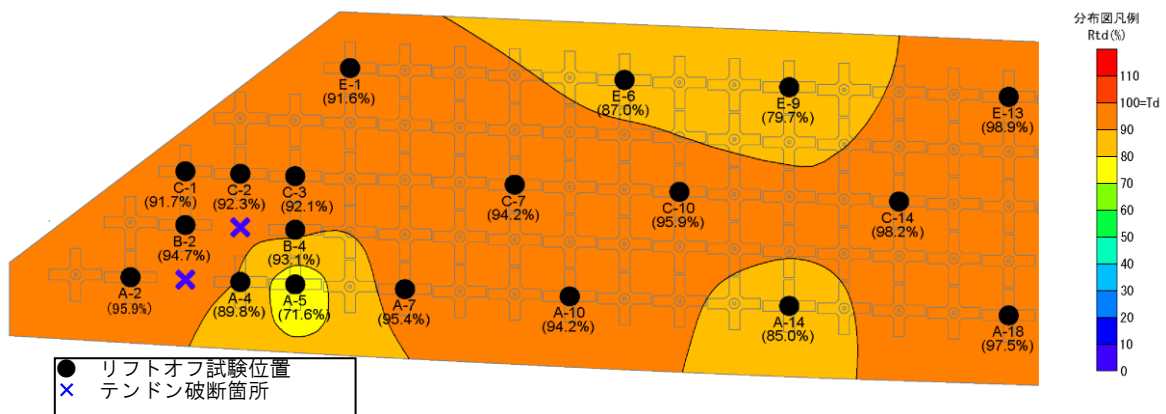 分布図凡例
Rtd(%)
110
100=Td
90
80
70
60
50
40
30
20
10
0
E-1
(91.6%)
E-6
(87.0%)
E-9
(79.7%)
E-13
(98.9%)
C-1
(91.7%)
C-2
(92.3%)
C-3
(92.1%)
C-7
(94.2%)
C-10
(95.9%)
C-14
(98.2%)
B-2
(94.7%)
B-4
(93.1%)
A-2
(95.9%)
A-4
(89.8%)
A-5
(71.6%)
A-7
(95.4%)
A-10
(94.2%)
A-14
(85.0%)
A-18
(97.5%)
リフトオフ試験位置
テンドン破断箇所